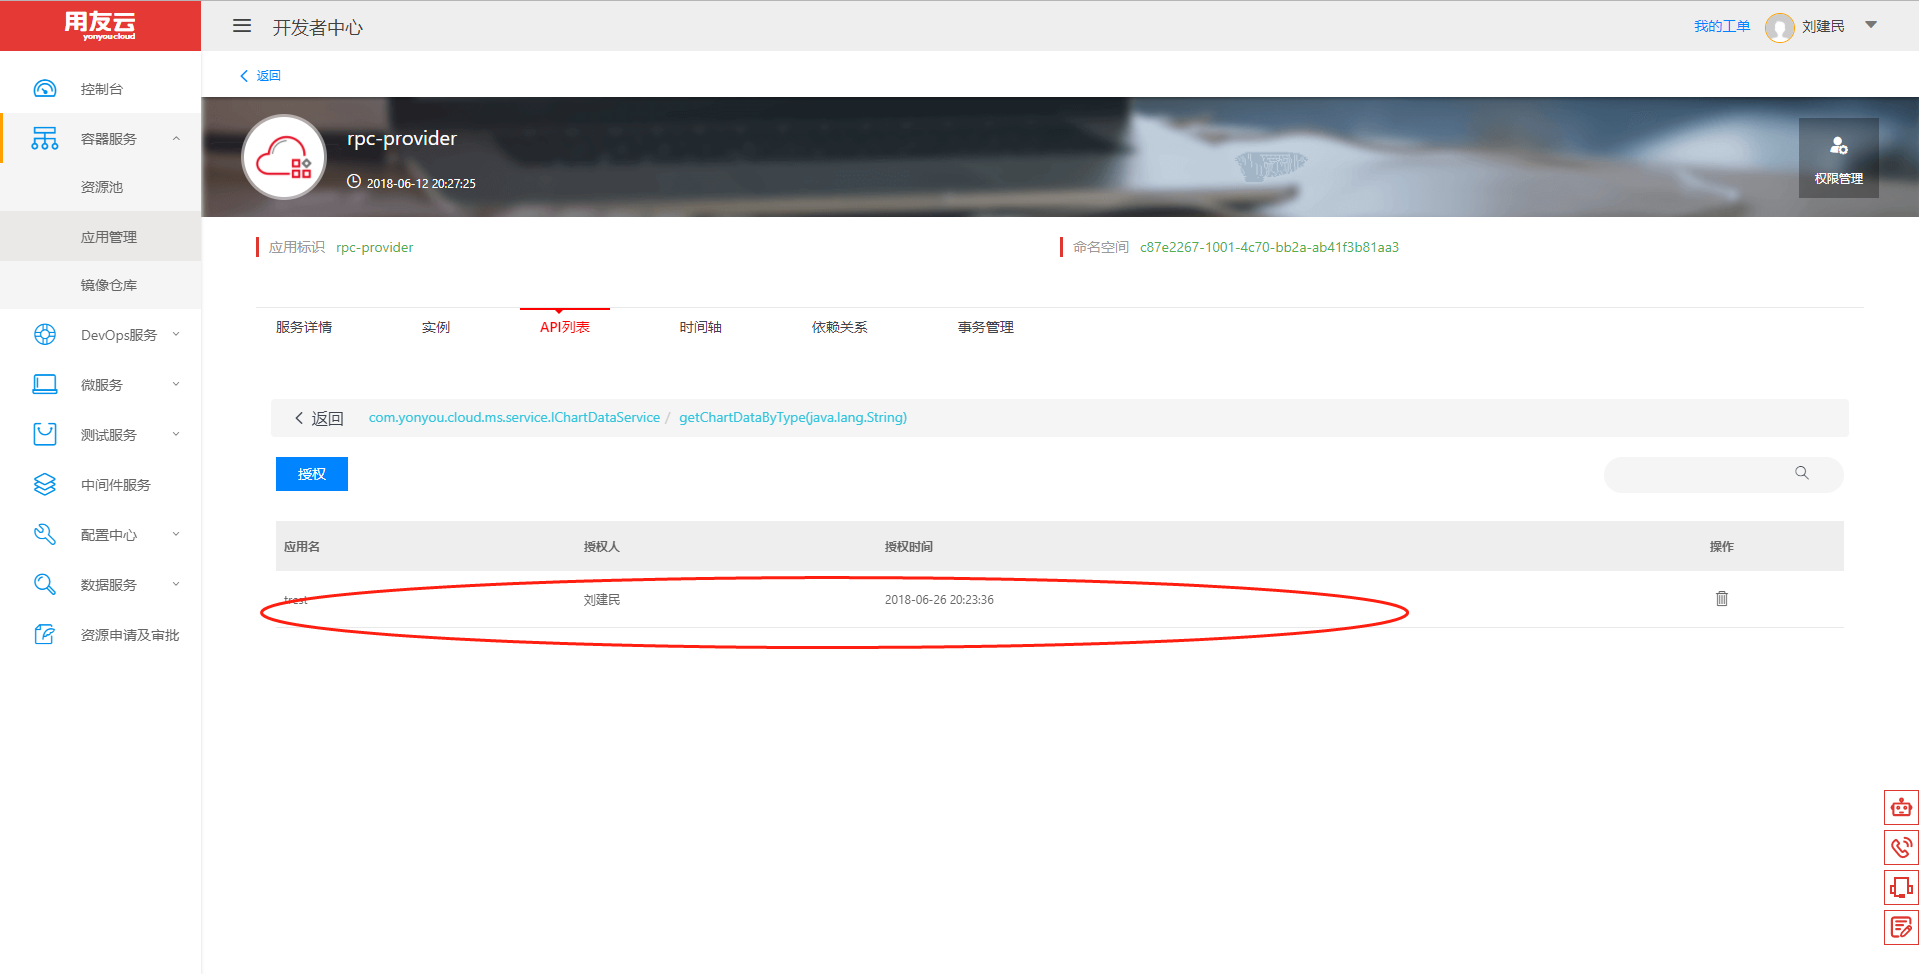 用友云
yonyoucloud
开发者中心
我的工单
刘建民
返回
控制台
容器服务
资源池
应用管理
镜像仓库
DevOps服务
微服务
测试服务
中间件服务
配置中心
数据服务
资源申请及审批
rpc-provider
2018-06-12 20:27:25
权限管理
应用标识 rpc-provider
命名空间 c87e2267-1001-4c70-bb2a-ab41f3b81aa3
服务详情 实例 API列表 时间轴 依赖关系 事务管理
返回 com.yonyou.cloud.ms.service.IChartDataService / getChartDataByType(java.lang.String)
授权
应用名 授权人 授权时间 操作
刘建民 2018-06-26 20:23:36